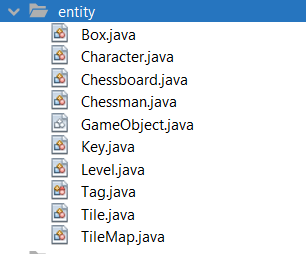 entity
Box.java
Character.java
Chessboard.java
Chessman.java
GameObject.java
Key.java
Level.java
Tag.java
Tile.java
TileMap.java